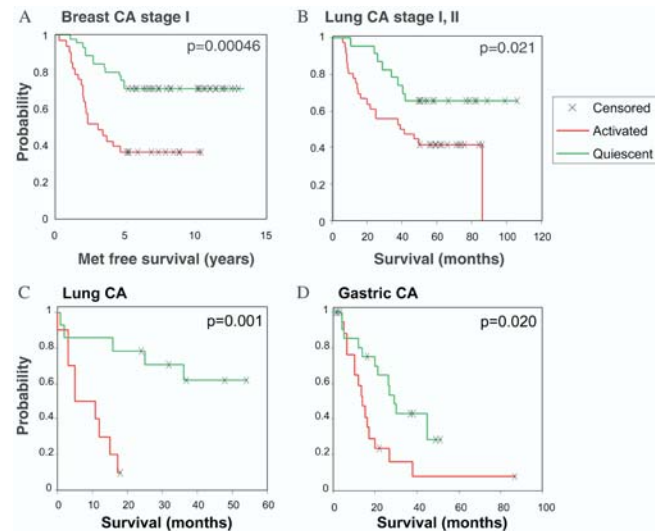 A Breast CA stage I
p=0.00046
Probability
1
0.8
0.6
0.4
0.2
0
0 5 10 15
Met free survival (years)
B Lung CA stage I, II
p=0.021
1
0.8
0.6
0.4
0.2
0
0 20 40 60 80 100 120
Survival (months)
Censored
Activated
Quiescent
C Lung CA
p=0.001
Probability
1
0.8
0.6
0.4
0.2
0
0 10 20 30 40 50 60
Survival (months)
D Gastric CA
p=0.020
1
0.8
0.6
0.4
0.2
0
0 20 40 60 80 100
Survival (months)